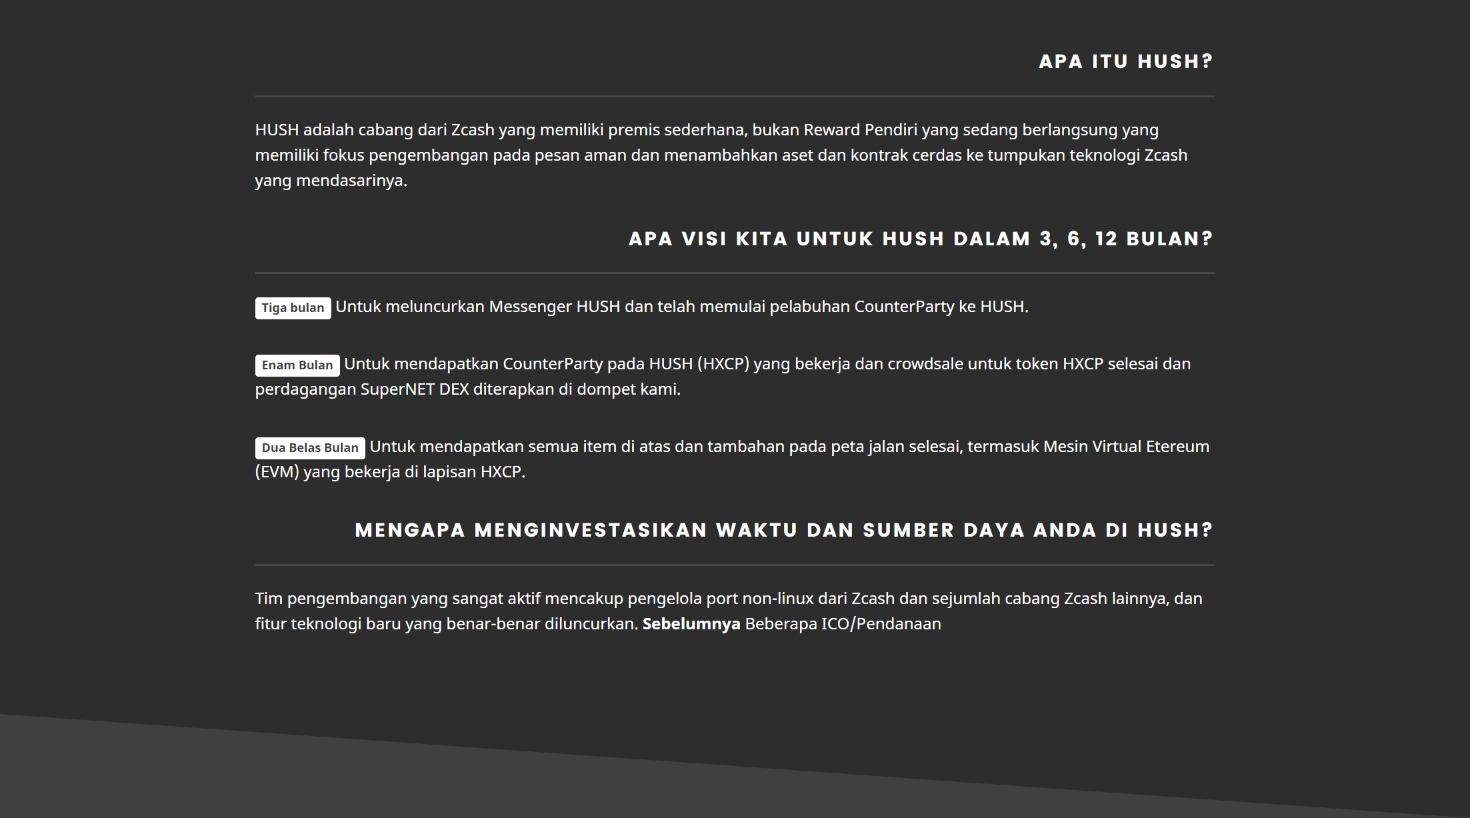 APA ITU HUSH?
HUSH adalah cabang dari Zcash yang memiliki premis sederhana, bukan Reward Pendiri yang sedang berlangsung yang
memiliki fokus pengembangan pada pesan aman dan menambahkan aset dan kontrak cerdas ke tumpukan teknologi Zcash
yang mendasarinya.
APA VISI KITA UNTUK HUSH DALAM 3, 6, 12 BULAN?
Tiga bulan Untuk meluncurkan Messenger HUSH dan telah memulai pelabuhan CounterParty ke HUSH.
Enam Bulan Untuk mendapatkan CounterParty pada HUSH (HXCP) yang bekerja dan crowdsale untuk token HXCP selesai dan
perdagangan SuperNET DEX diterapkan di dompet kami.
Dua Belas Bulan Untuk mendapatkan semua item di atas dan tambahan pada peta jalan selesai, termasuk Mesin Virtual Etereum
(EVM) yang bekerja di lapisan HXCP.
MENGAPA MENGINVESTASIKAN WAKTU DAN SUMBER DAYA ANDA DI HUSH?
Tim pengembangan yang sangat aktif mencakup pengelola port non-linux dari Zcash dan sejumlah cabang Zcash lainnya, dan
fitur teknologi baru yang benar-benar diluncurkan. Sebelumnya Beberapa ICO/Pendanaan